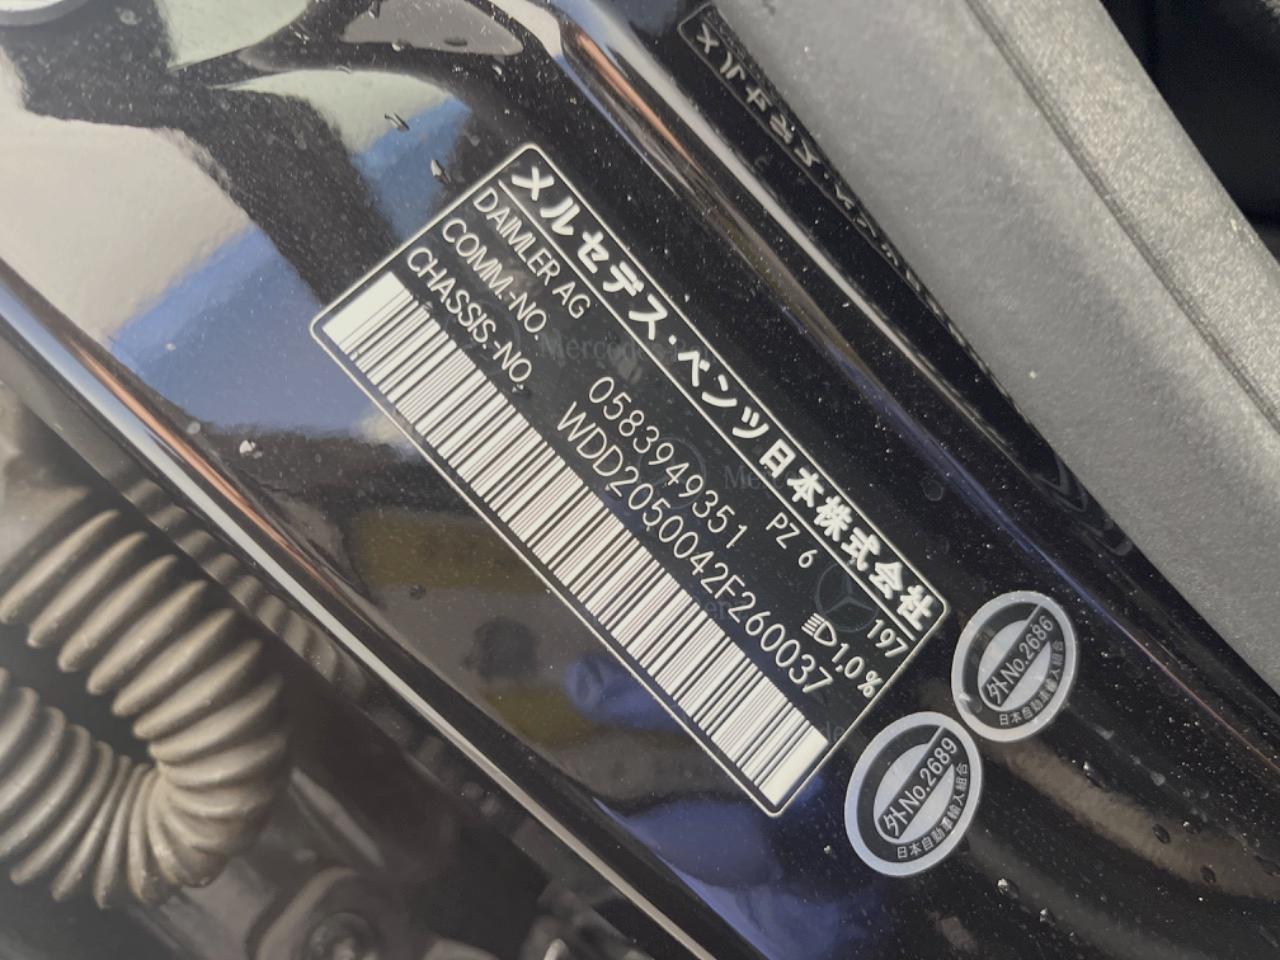 メルセデス・ベンツ日本株式会社
DAIMLER AG PZ 6 197
COMM.-NO. 0583949351 1.0%
CHASSIS.-NO. WDD2050042F260037
外No.2686
日本自動車輸入組合
外No.2689
日本自動車輸入組合